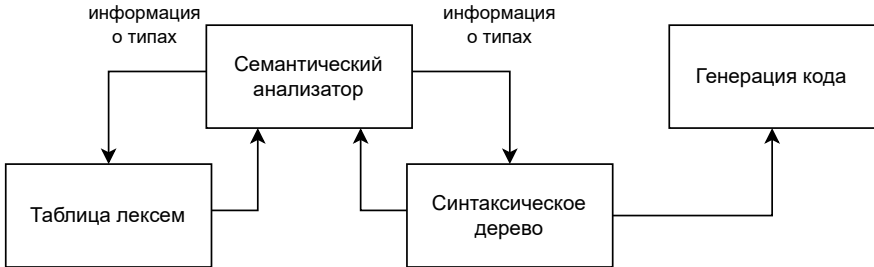 информация
о типах
информация
о типах
Семантический
анализатор
Генерация кода
Таблица лексем
Синтаксическое
дерево